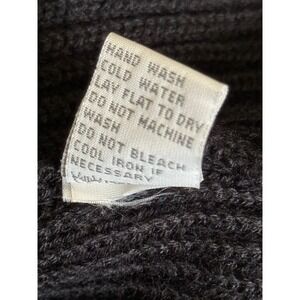 HAND WASH
COLD WATER
LAY FLAT TO DRY
DO NOT MACHINE
WASH
DO NOT BLEACH
COOL IRON IF
NECESSARY